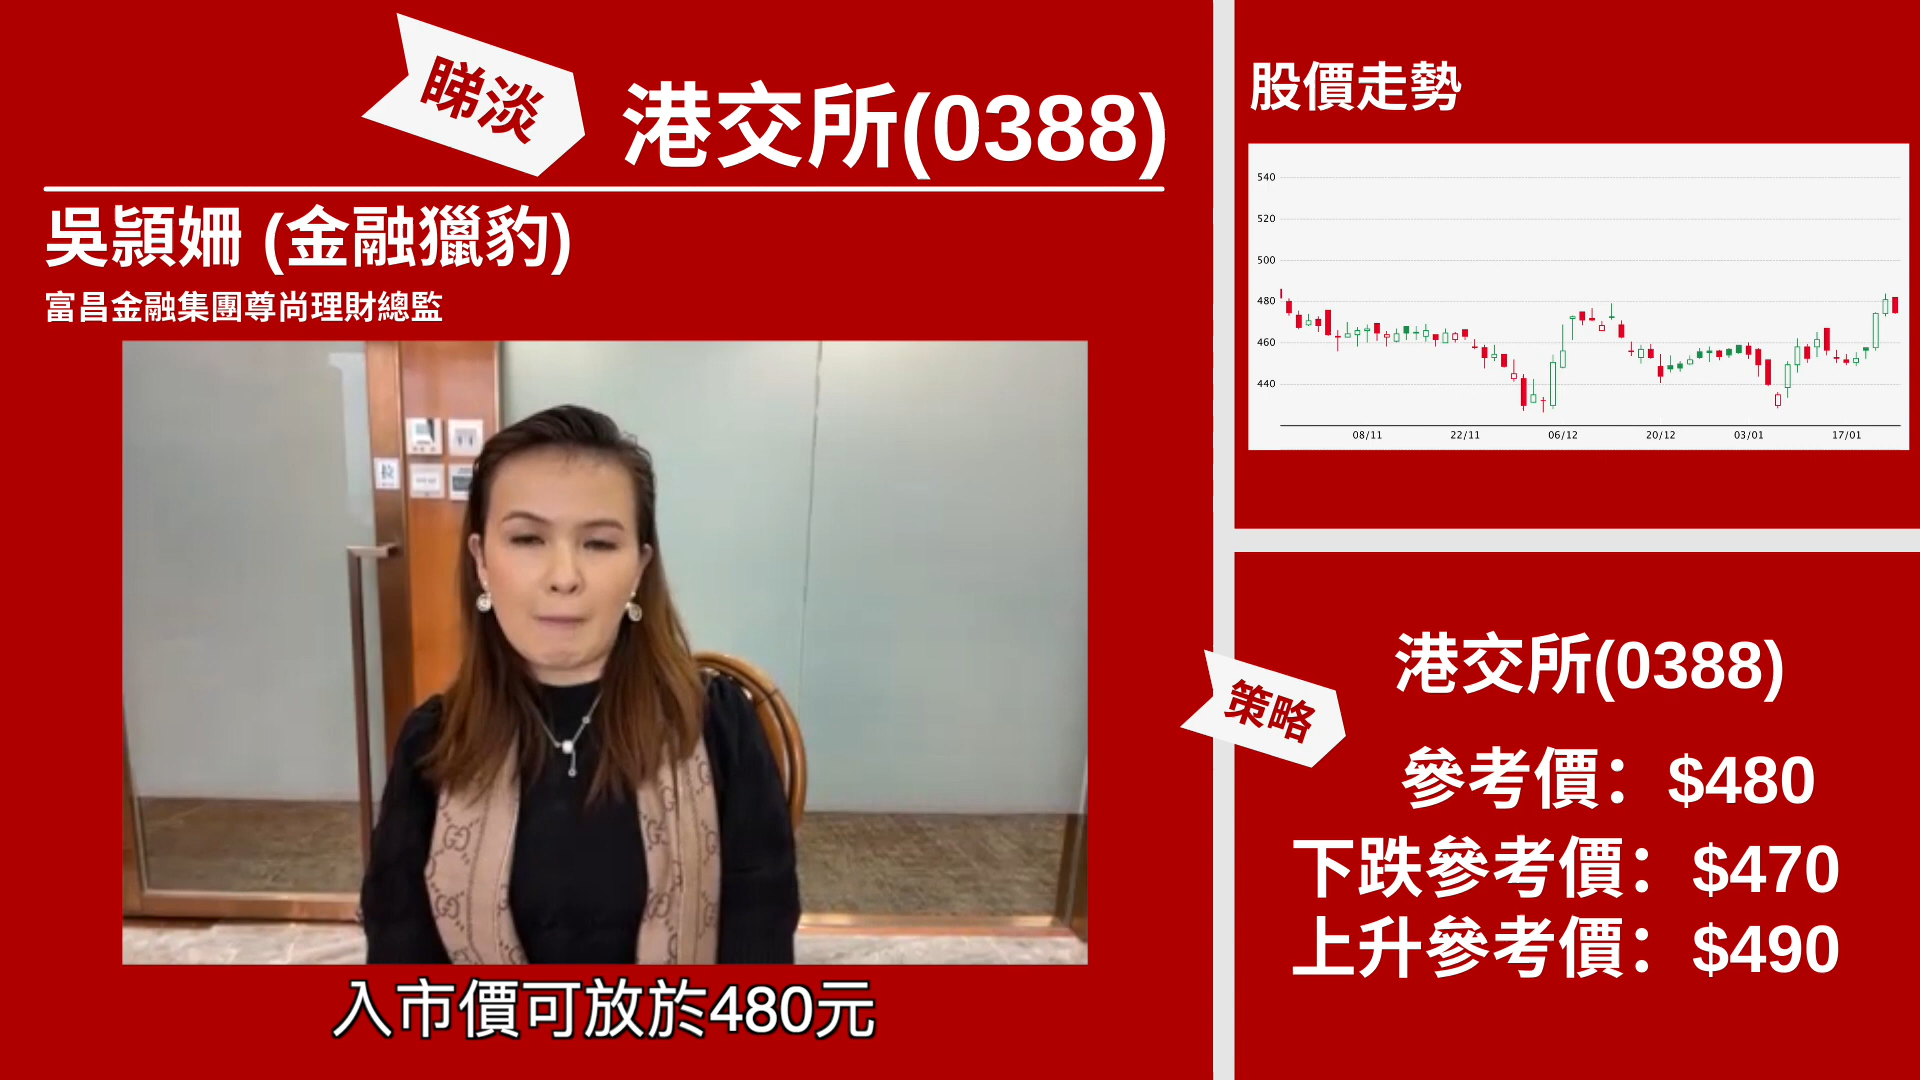 睇淡
港交所(0388)
吳頴姍 (金融獵豹)
富昌金融集團尊尚理財總監
入市價可放於480元
股價走勢
540
520
500
480
460
440
08/11
22/11
06/12
20/12
03/01
17/01
策略
港交所(0388)
參考價：$480
下跌參考價：$470
上升參考價：$490